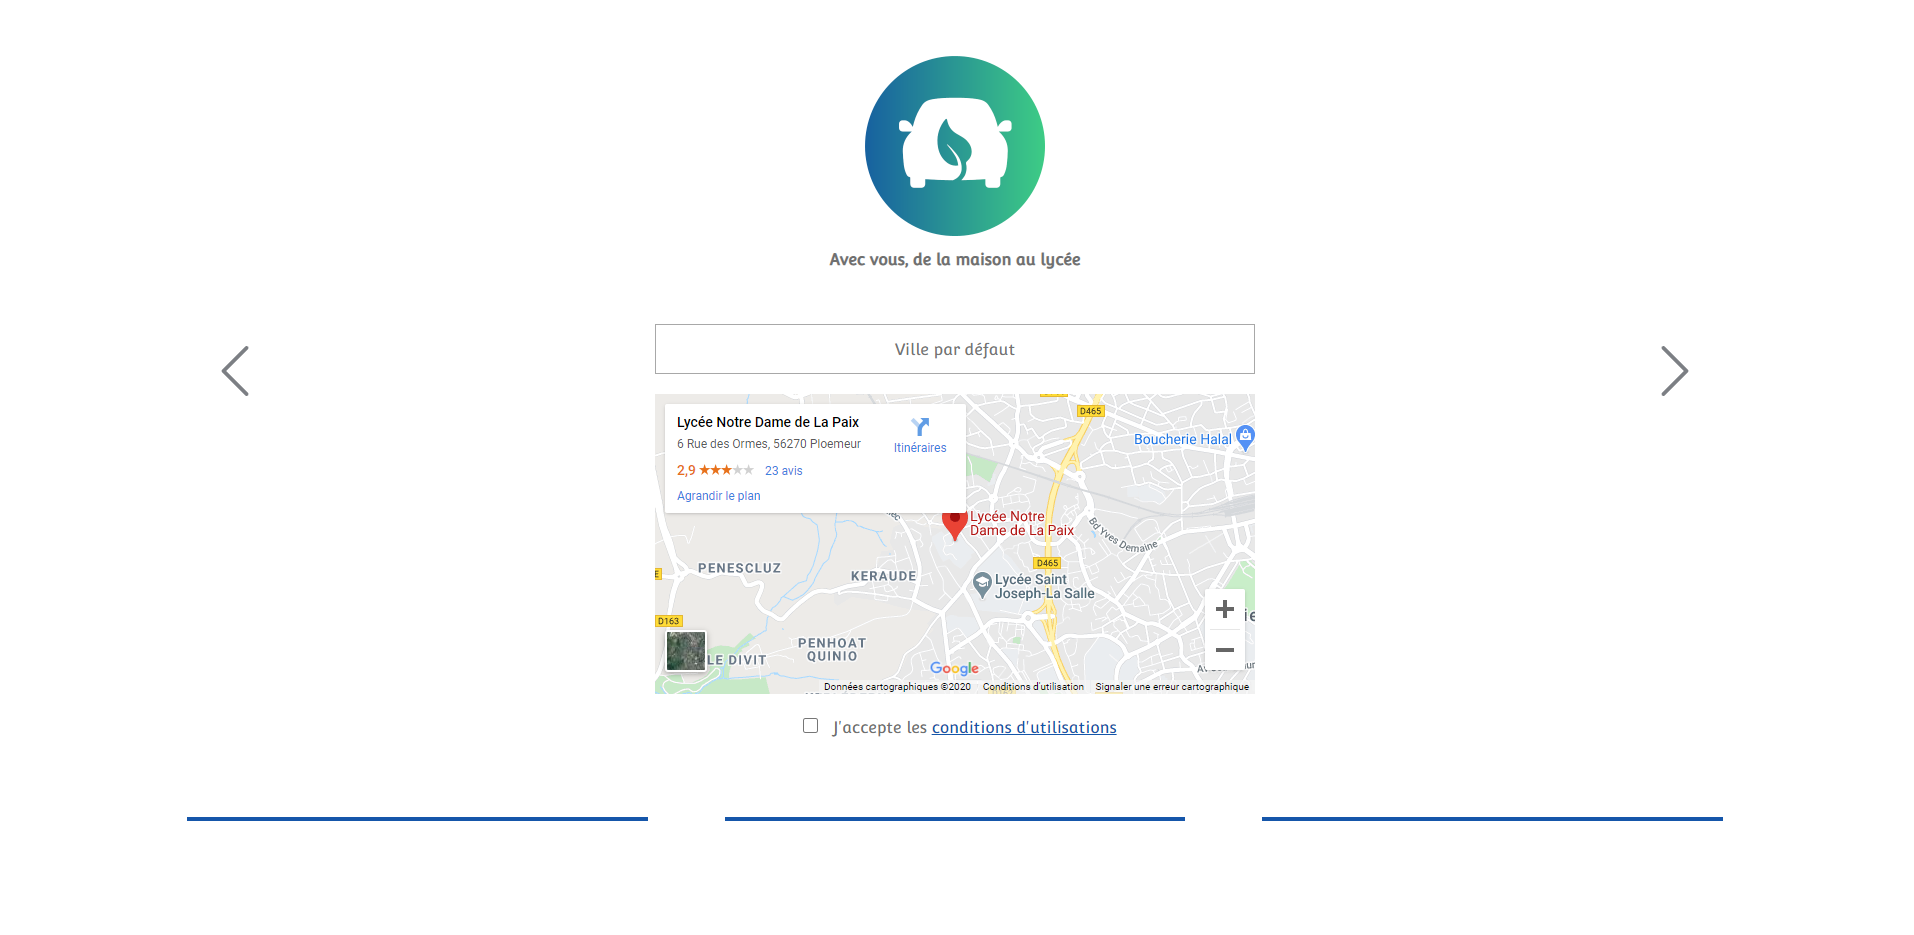 Avec vous, de la maison au lycée
Ville par défaut
D465
Lycée Notre Dame de La Paix
6 Rue des Ormes, 56270 Ploemeur
Itinéraires
2,9
23 avis
Agrandir le plan
Boucherie Halal
Lycée Notre
Dame de La Paix
Bd Yves Demaine
D465
PENESCLUZ
KERAUDE
Lycée Saint
Joseph-La Salle
D163
PENHOAT
QUINIO
LE DIVIT
Google
Données cartographiques ©2020 Conditions d'utilisation Signaler une erreur cartographique
J'accepte les conditions d'utilisations